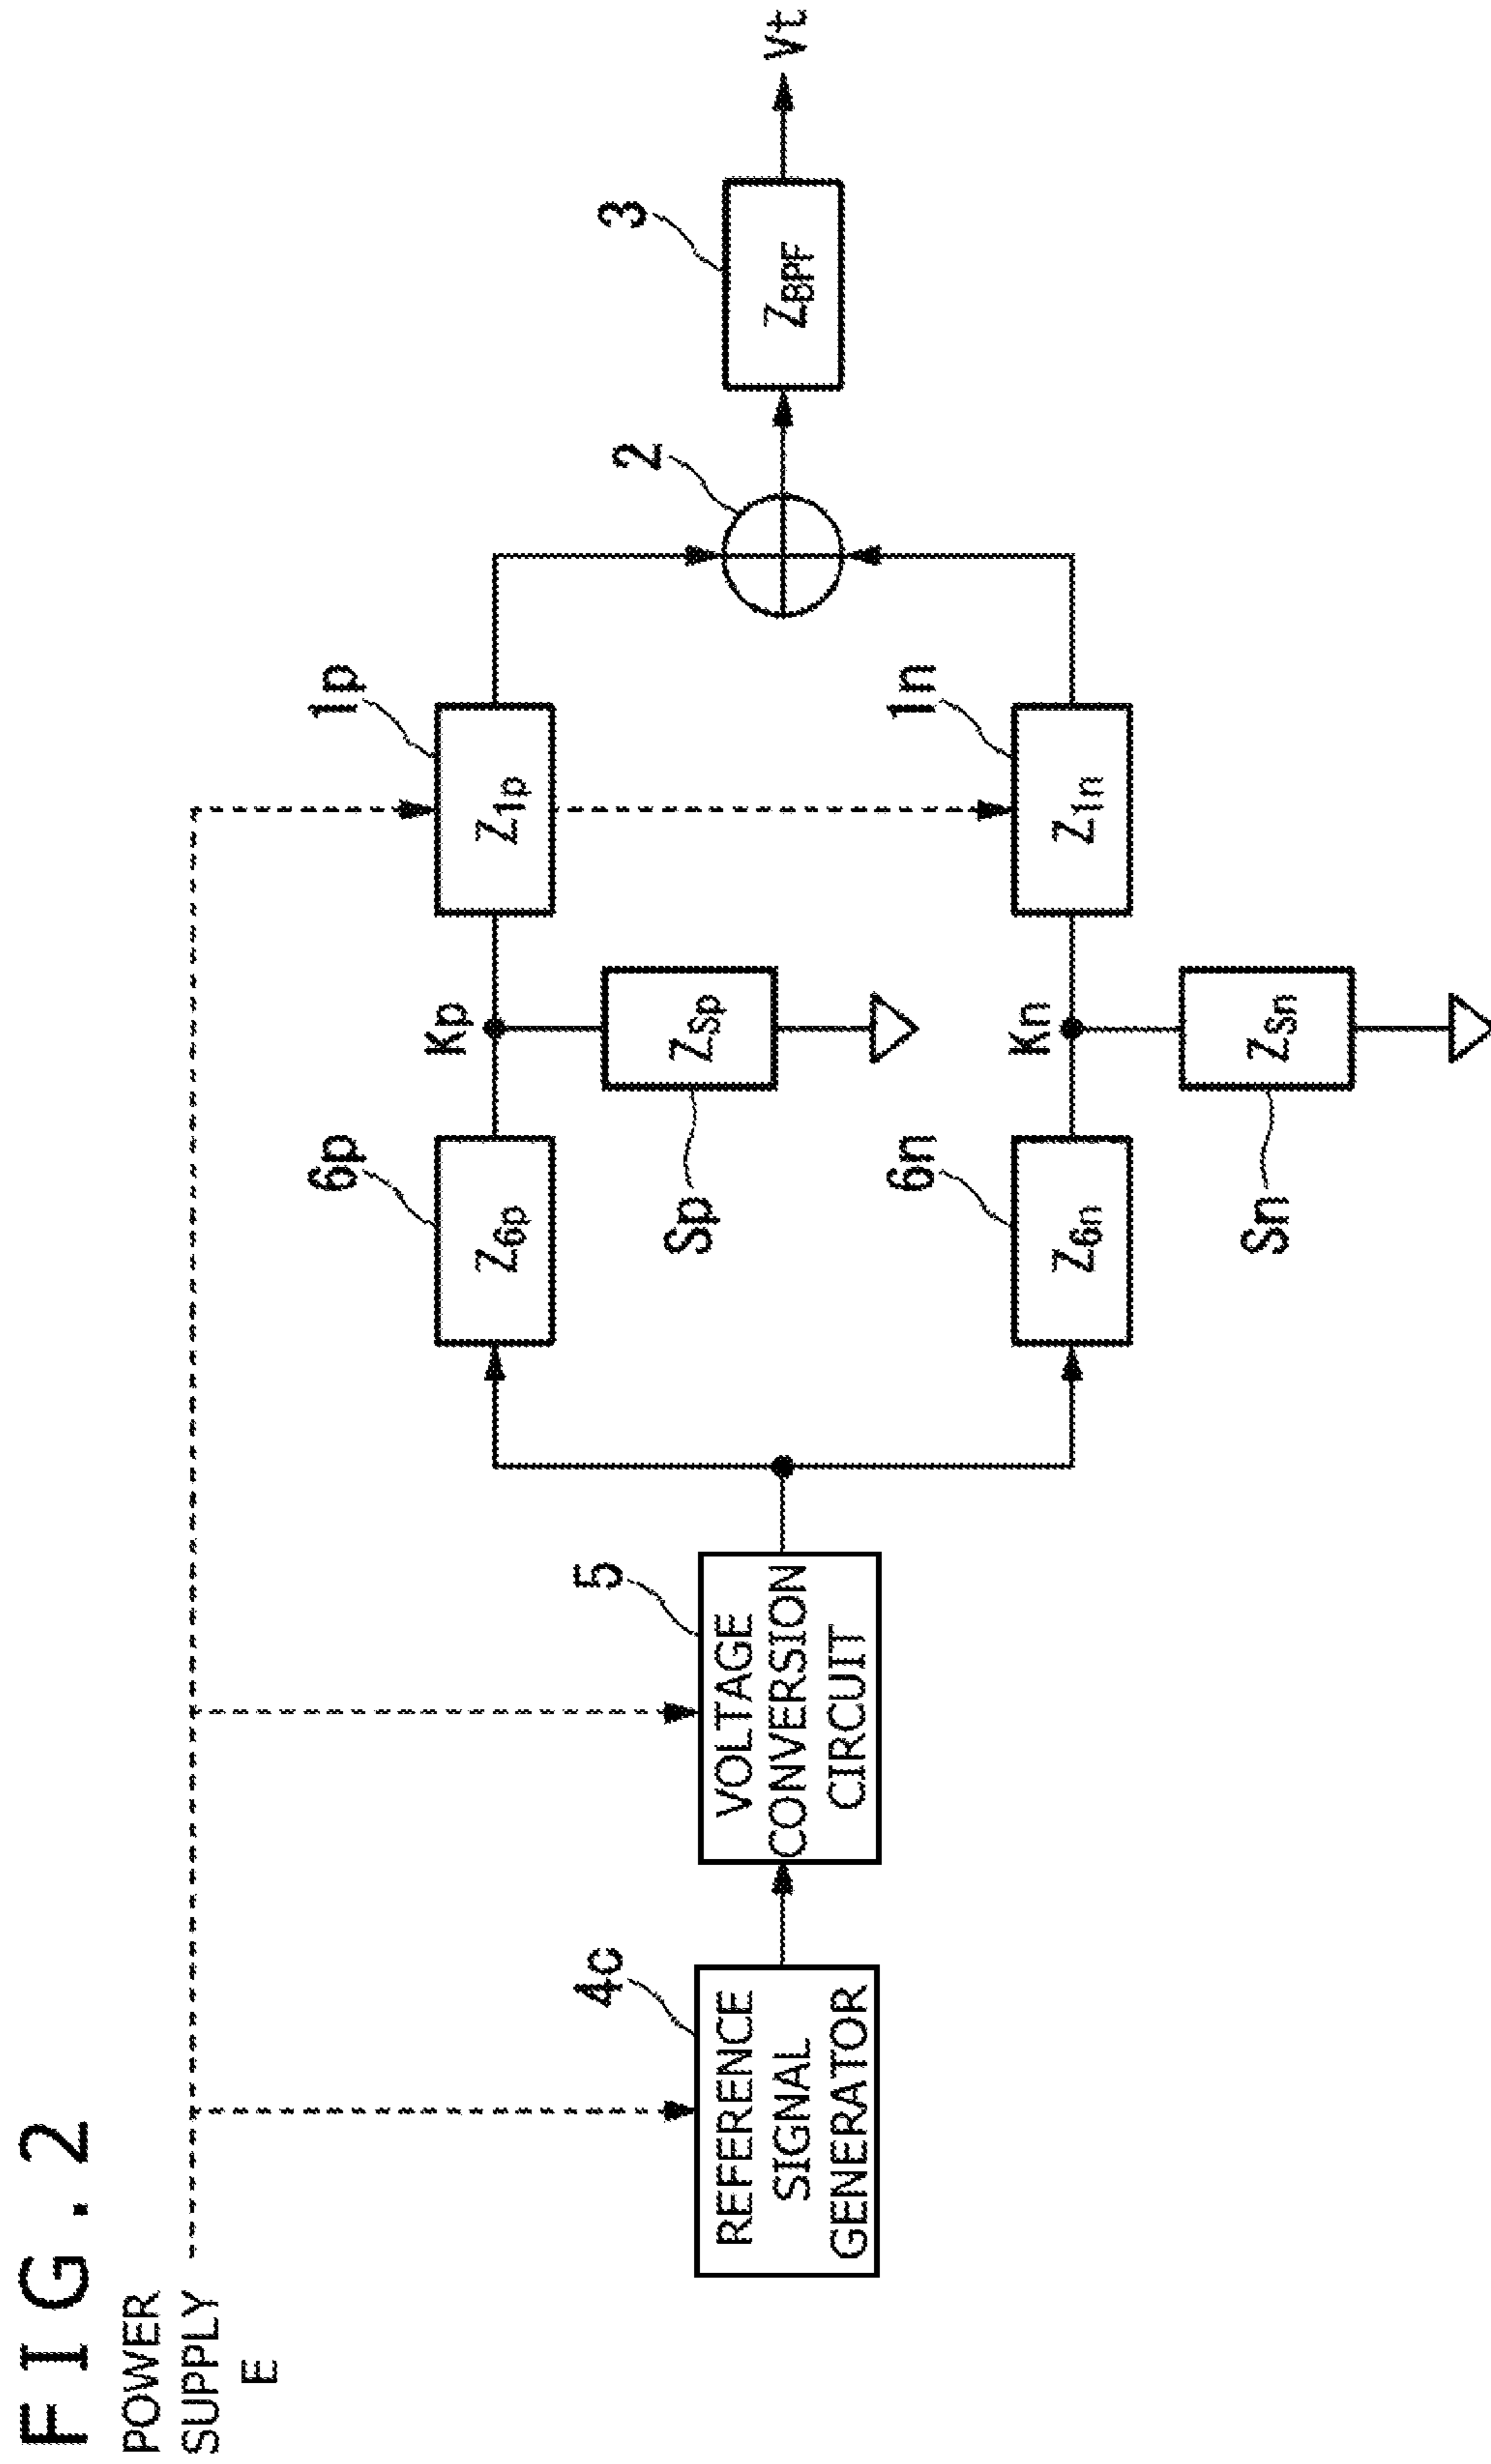 FIG. 2
POWER
SUPPLY
E
4c
REFERENCE
SIGNAL
GENERATOR
5
VOLTAGE
CONVERSION
CIRCUIT
6p
Z6p
Kp
Sp
ZSp
1p
Z1p
6n
Z6n
Kn
Sn
ZSn
1n
Z1n
2
3
ZBPF
Vt